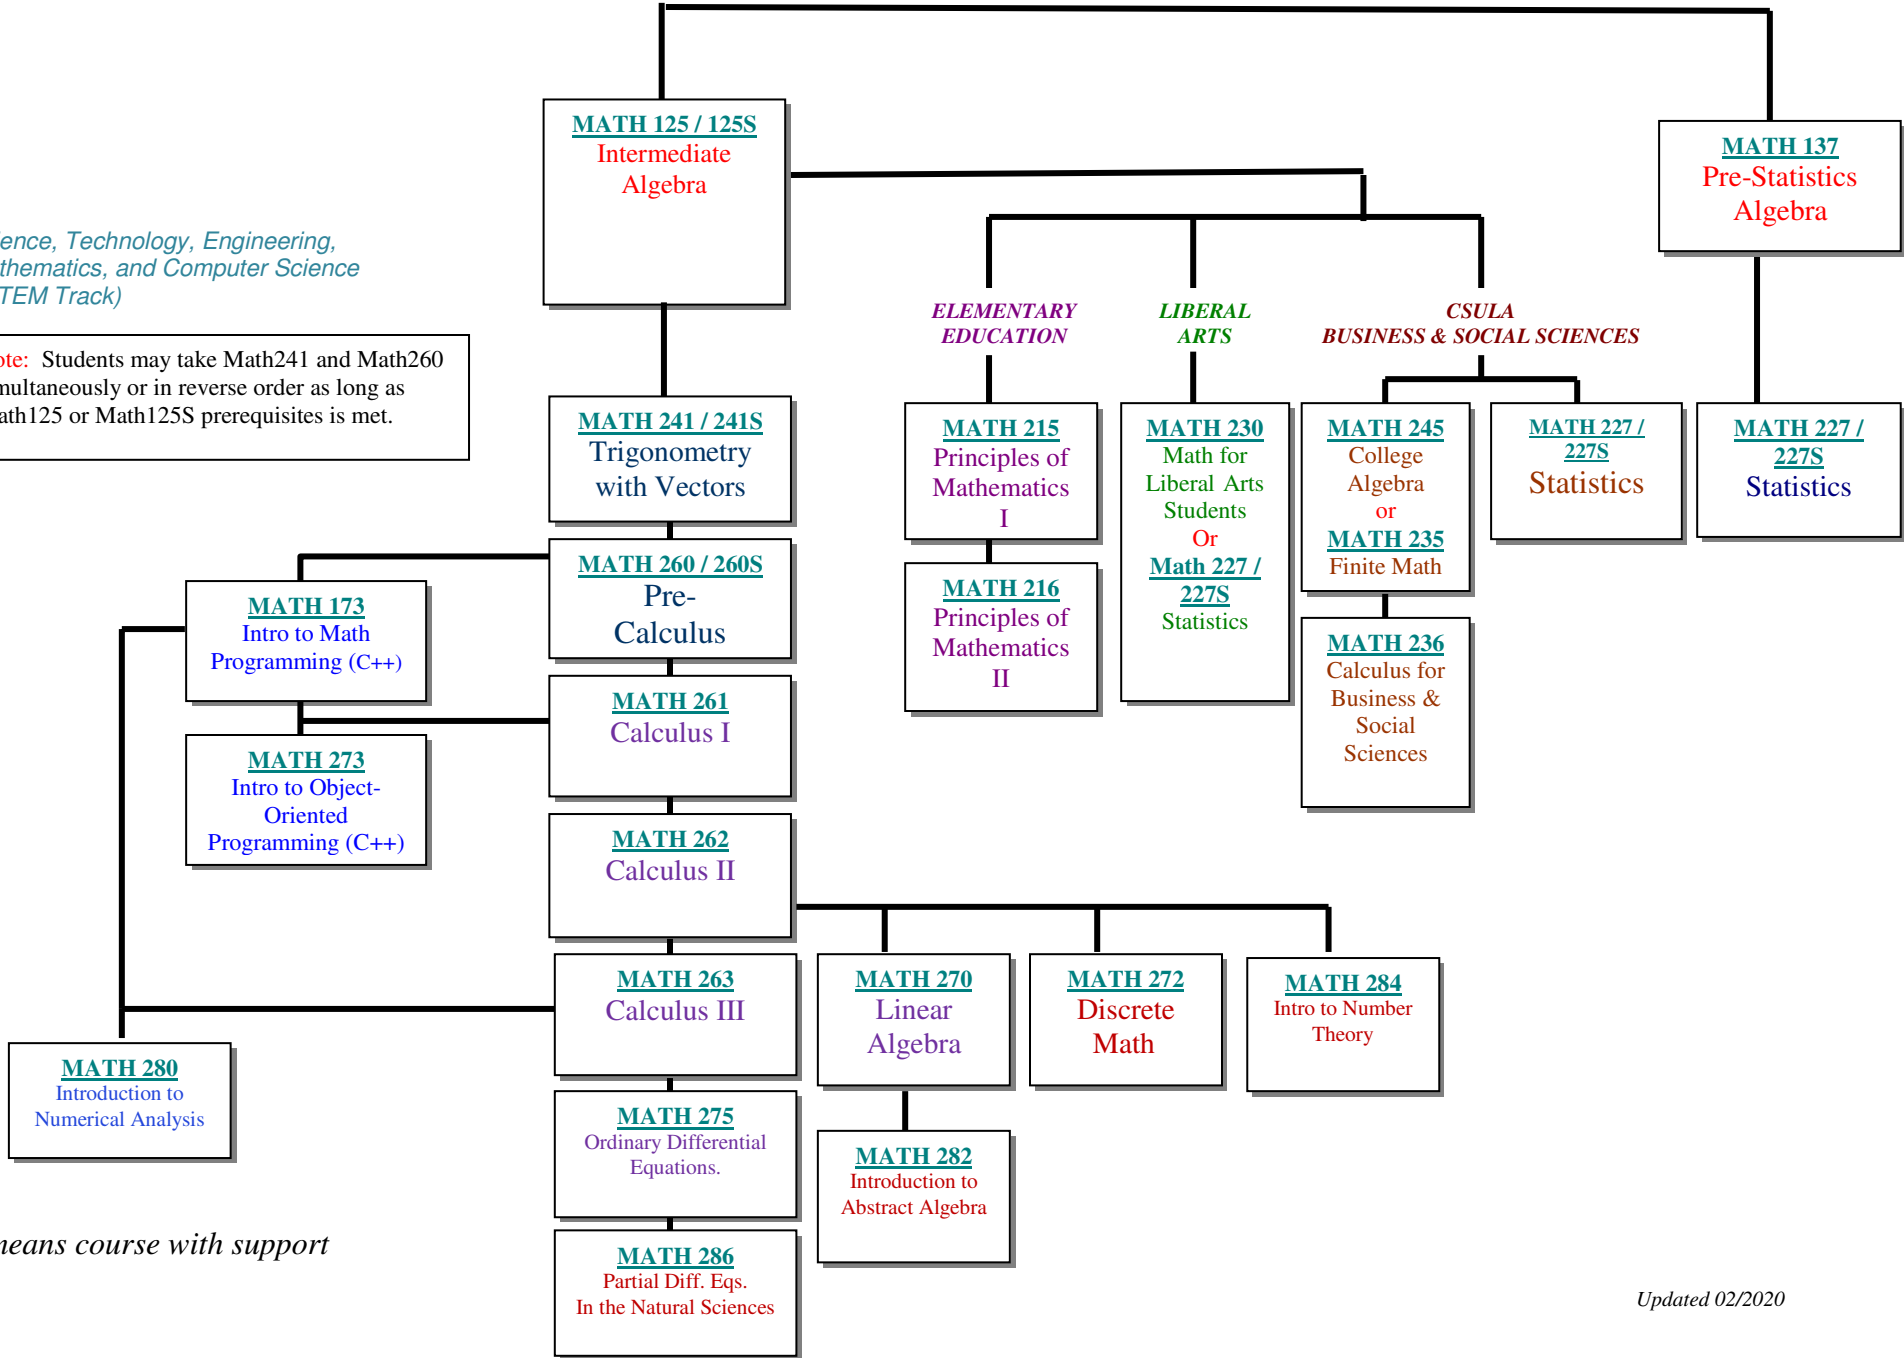 MATH 125 / 125S
Intermediate
Algebra
MATH 137
Pre-Statistics
Algebra
ence, Technology, Engineering,
thematics, and Computer Science
TEM Track)
ote: Students may take Math241 and Math260
multaneously or in reverse order as long as
ath125 or Math125S prerequisites is met.
ELEMENTARY
EDUCATION
LIBERAL
ARTS
CSULA
BUSINESS & SOCIAL SCIENCES
MATH 241 / 241S
Trigonometry
with Vectors
MATH 215
Principles of
Mathematics
I
MATH 230
Math for
Liberal Arts
Students
Or
Math 227 /
227S
Statistics
MATH 245
College
Algebra
or
MATH 235
Finite Math
MATH 227 /
227S
Statistics
MATH 227 /
227S
Statistics
MATH 260 / 260S
Pre-
Calculus
MATH 173
Intro to Math
Programming (C++)
MATH 216
Principles of
Mathematics
II
MATH 236
Calculus for
Business &
Social
Sciences
MATH 261
Calculus I
MATH 273
Intro to Object-
Oriented
Programming (C++)
MATH 262
Calculus II
MATH 263
Calculus III
MATH 270
Linear
Algebra
MATH 272
Discrete
Math
MATH 284
Intro to Number
Theory
MATH 280
Introduction to
Numerical Analysis
MATH 275
Ordinary Differential
Equations.
MATH 282
Introduction to
Abstract Algebra
means course with support
MATH 286
Partial Diff. Eqs.
In the Natural Sciences
Updated 02/2020